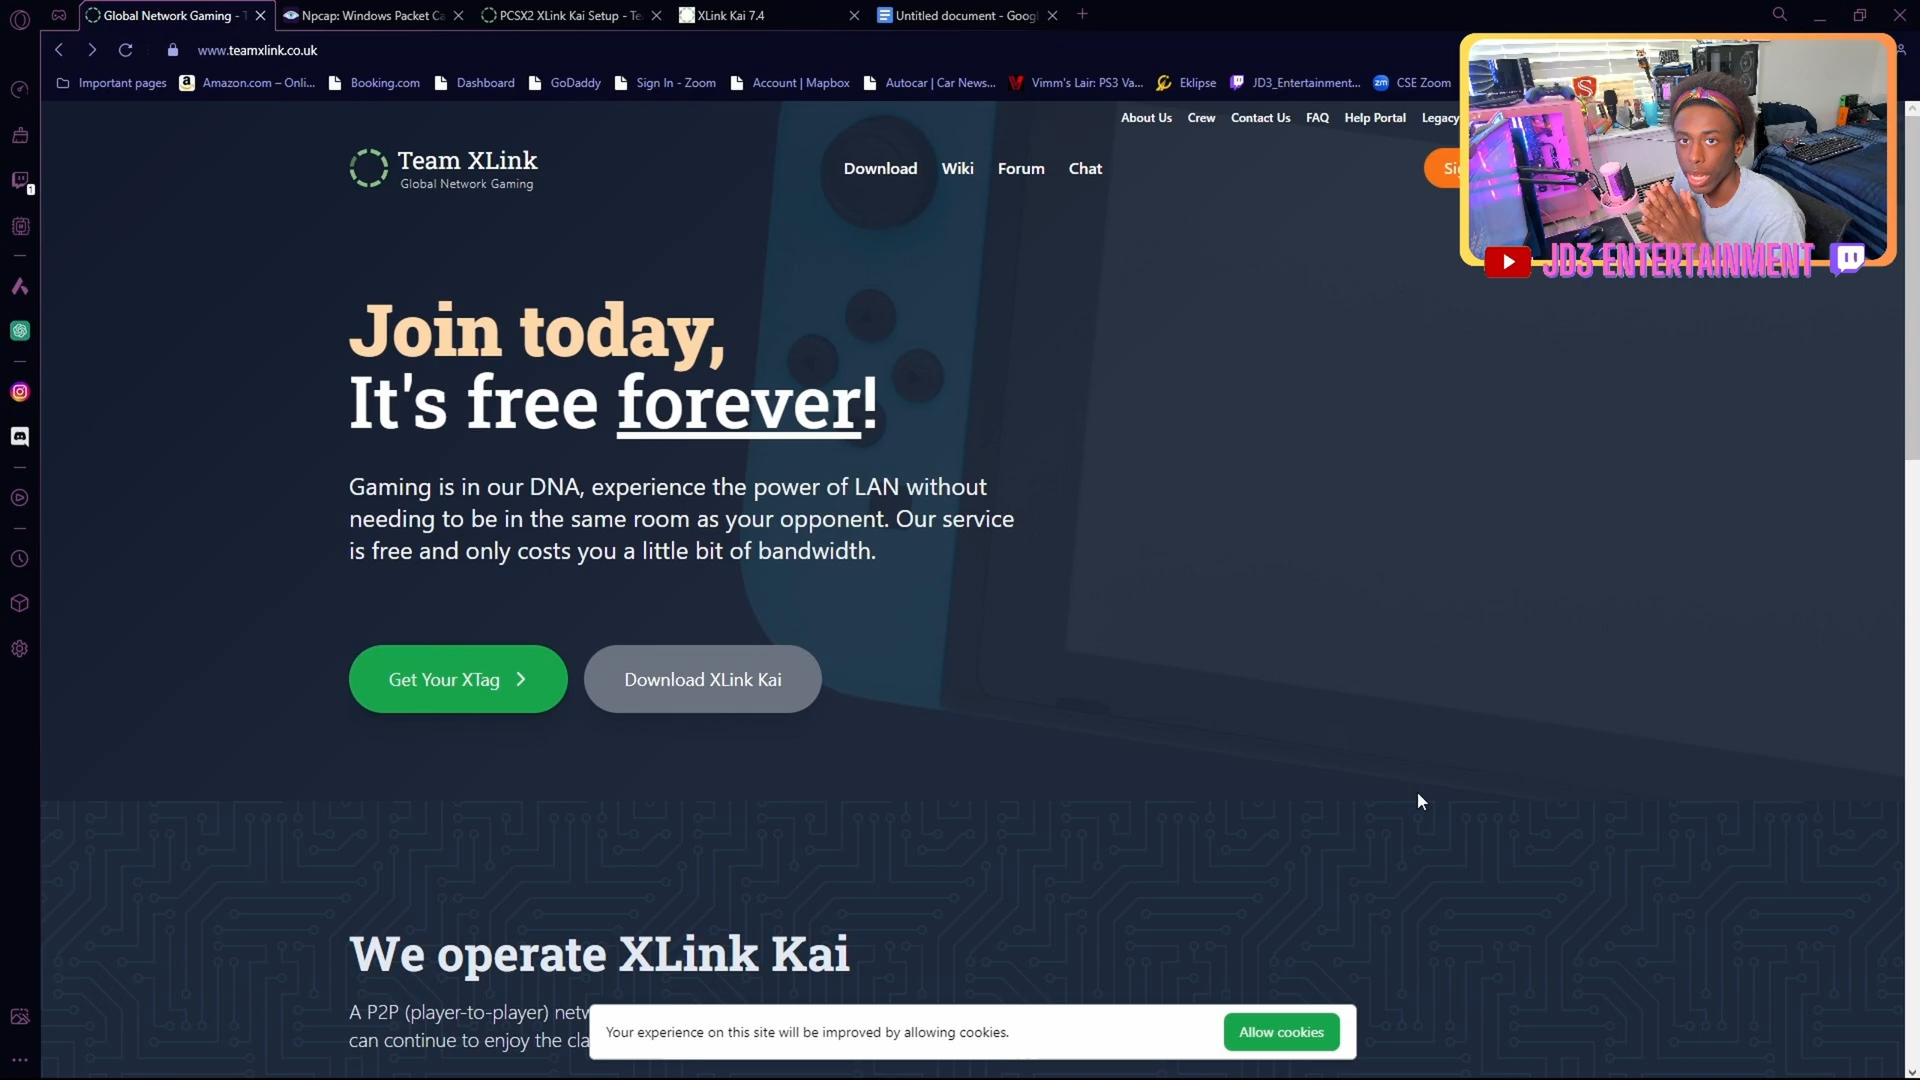 Global Network Gaming - T
Npcap: Windows Packet Ca
PCSX2 XLink Kai Setup - Te
XLink Kai 7.4
Untitled document - Googl
www.teamxlink.co.uk
Important pages
Amazon.com – Onli...
Booking.com
Dashboard
GoDaddy
Sign In - Zoom
Account | Mapbox
Autocar | Car News...
Vimm's Lair: PS3 Va...
Eklipse
JD3_Entertainment...
CSE Zoom
About Us
Crew
Contact Us
FAQ
Help Portal
Legacy
Team XLink
Global Network Gaming
Download
Wiki
Forum
Chat
JD3 ENTERTAINMENT
Join today,
It's free forever!
Gaming is in our DNA, experience the power of LAN without
needing to be in the same room as your opponent. Our service
is free and only costs you a little bit of bandwidth.
Get Your XTag
Download XLink Kai
We operate XLink Kai
A P2P (player-to-player) netw
can continue to enjoy the cla
Your experience on this site will be improved by allowing cookies.
Allow cookies